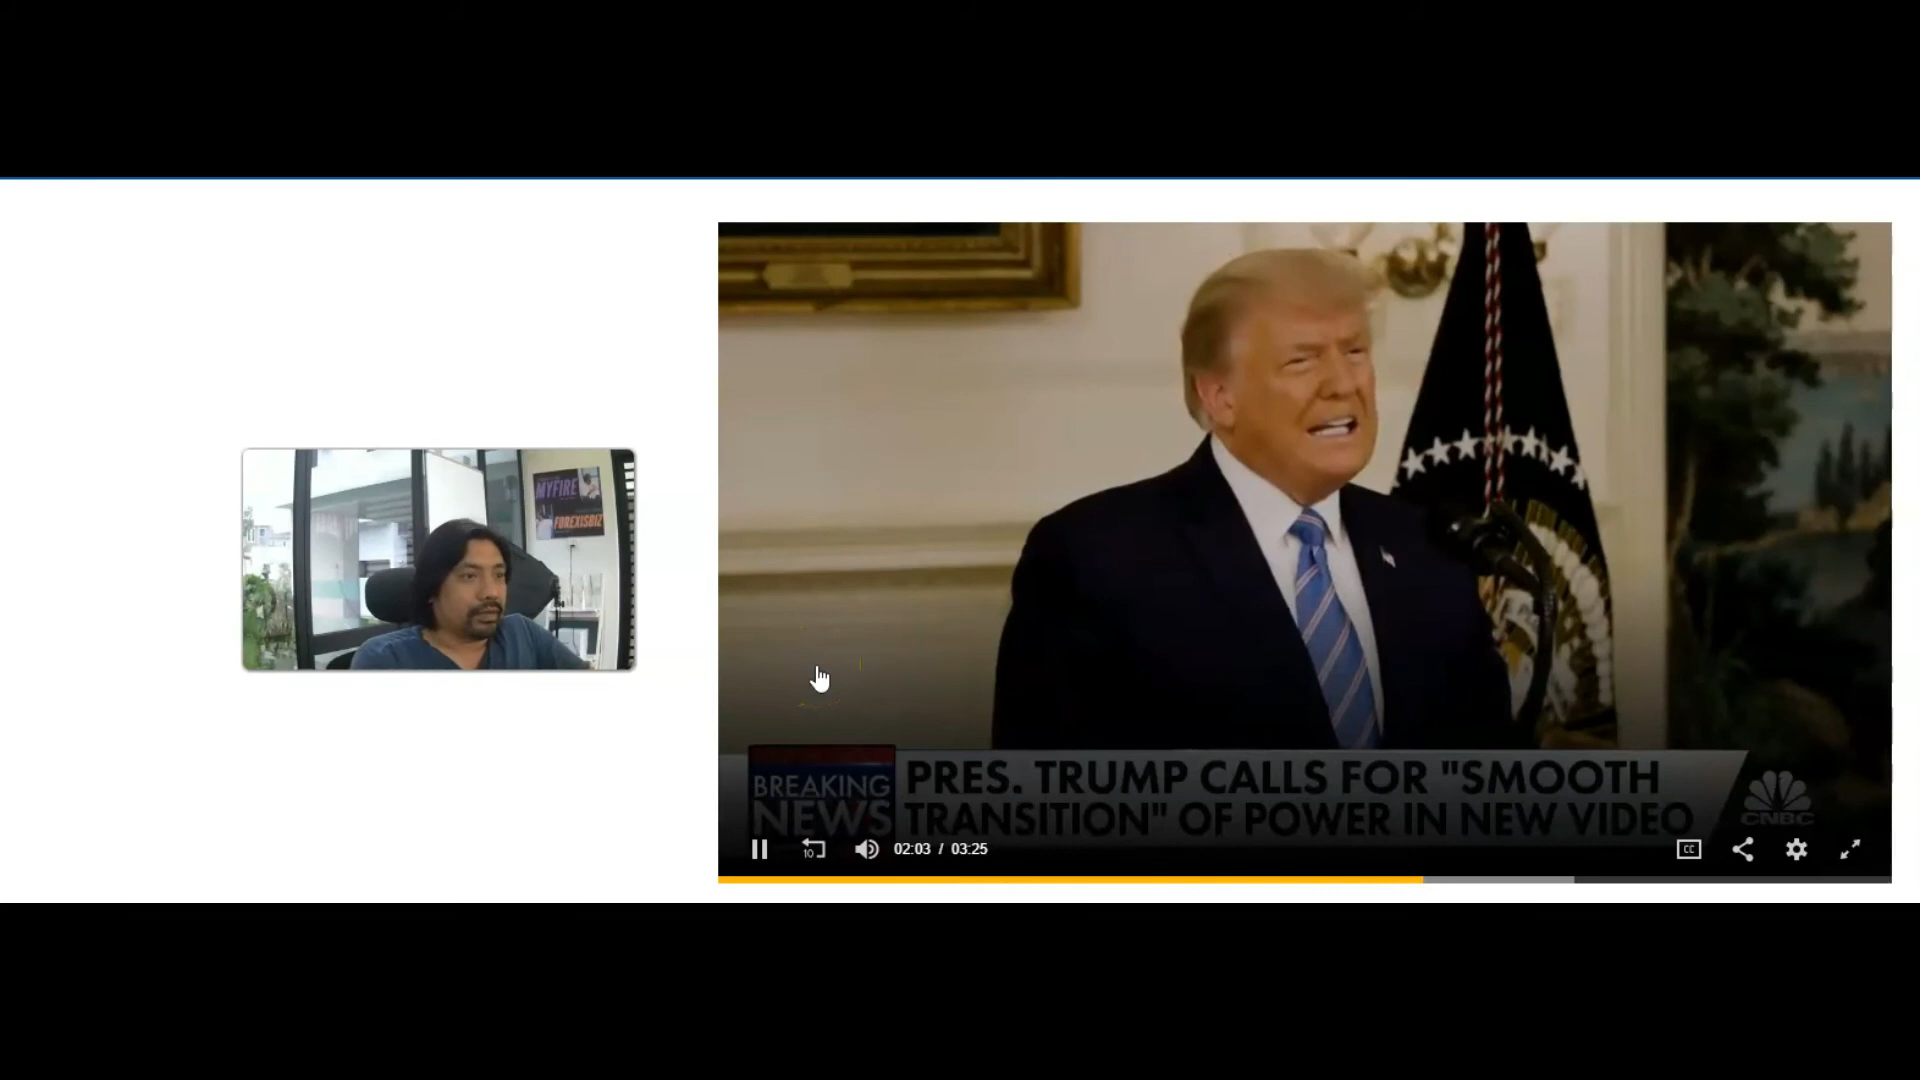 MYFIRE
FOREXISBIZ
BREAKING
NEWS
PRES. TRUMP CALLS FOR "SMOOTH
TRANSITION" OF POWER IN NEW VIDEO
CNBC
10
02:03 / 03:25
CC